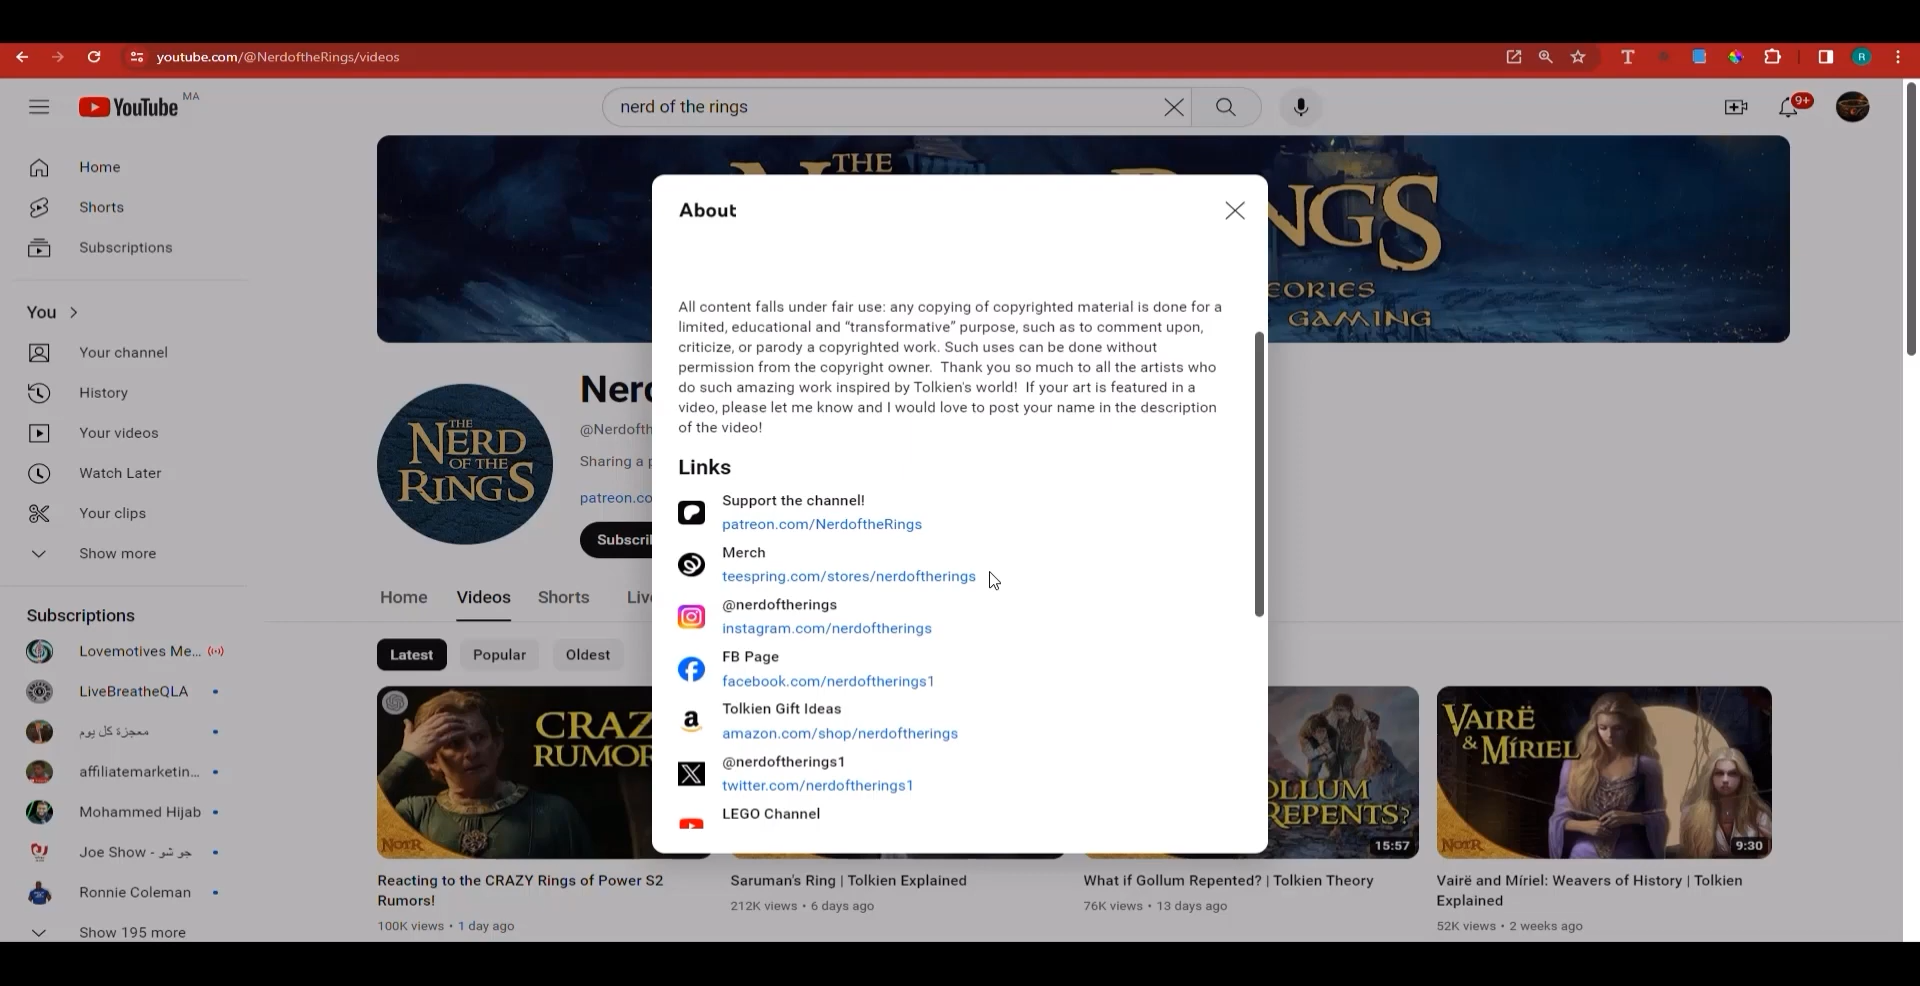 youtube.com/@NerdoftheRings/videos
R
YouTube MA
nerd of the rings
9+
Home
Shorts
Subscriptions
You
Your channel
History
Your videos
Watch Later
Your clips
Show more
Subscriptions
Lovemotives Me...
LiveBreatheQLA
معجزة كل يوم
affiliatemarketin...
Mohammed Hijab
Joe Show - جو شو
Ronnie Coleman
Show 195 more
THE
NGS
EORIES
GAMING
THE
NERD
OF THE
RINGS
Nerd
@Nerdofth
Sharing a p
patreon.co
Subscri
Home Videos Shorts Liv
Latest Popular Oldest
About
All content falls under fair use: any copying of copyrighted material is done for a
limited, educational and “transformative” purpose, such as to comment upon,
criticize, or parody a copyrighted work. Such uses can be done without
permission from the copyright owner. Thank you so much to all the artists who
do such amazing work inspired by Tolkien's world! If your art is featured in a
video, please let me know and I would love to post your name in the description
of the video!
Links
Support the channel!
patreon.com/NerdoftheRings
Merch
teespring.com/stores/nerdoftherings
@nerdoftherings
instagram.com/nerdoftherings
FB Page
facebook.com/nerdoftherings1
Tolkien Gift Ideas
amazon.com/shop/nerdoftherings
@nerdoftherings1
twitter.com/nerdoftherings1
LEGO Channel
CRAZ
RUMOR
NOTR
Reacting to the CRAZY Rings of Power S2
Rumors!
100K views • 1 day ago
Saruman's Ring | Tolkien Explained
212K views • 6 days ago
OLLUM
REPENTS?
15:57
What if Gollum Repented? | Tolkien Theory
76K views • 13 days ago
VAIRË
& MÍRIEL
NOTR
9:30
Vairë and Míriel: Weavers of History | Tolkien
Explained
52K views • 2 weeks ago